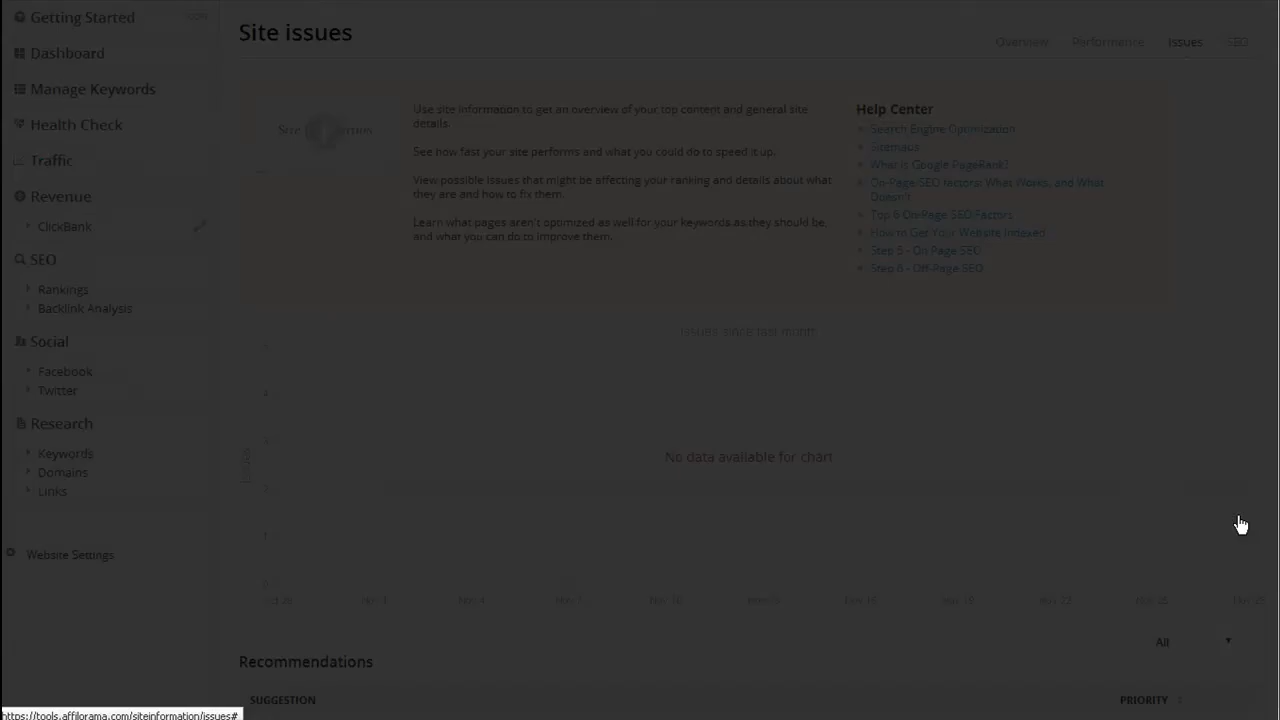 Getting Started
Dashboard
Manage Keywords
Health Check
Traffic
Revenue
ClickBank
SEO
Rankings
Backlink Analysis
Social
Facebook
Twitter
Research
Keywords
Domains
Links
Website Settings
https://tools.affilorama.com/siteinformation/issues#
Site issues
Overview
Performance
Issues
SEO
Site
Use site information to get an overview of your top content and general site
details.
See how fast your site performs and what you could do to speed it up.
View possible issues that might be affecting your ranking and details about what
they are and how to fix them.
Learn what pages aren't optimized as well for your keywords as they should be,
and what you can do to improve them.
Help Center
Search Engine Optimization
Sitemaps
What is Google PageRank?
On-Page SEO factors: What Works, and What
Doesn't
Top 6 On-Page SEO Factors
How to Get Your Website Indexed
Step 5 - On Page SEO
Step 6 - Off-Page SEO
Issues since last month
No data available for chart
All
Recommendations
SUGGESTION
PRIORITY